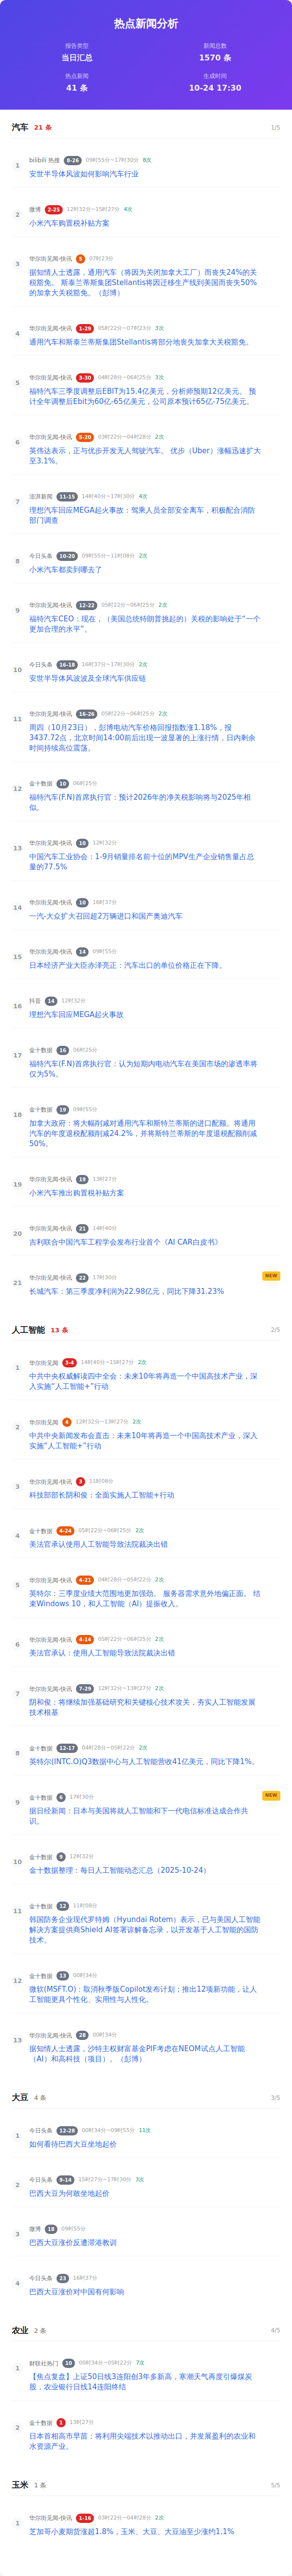 热点新闻分析
报告类型
新闻总数
当日汇总
1570 条
热点新闻
生成时间
41 条
10-24 17:30
汽车 21 条 1/5
1
bilibili 热搜 8-26 09时55分~17时30分 8次
安世半导体风波如何影响汽车行业
2
微博 2-25 12时32分~15时27分 4次
小米汽车购置税补贴方案
3
华尔街见闻-快讯 5 07时23分
据知情人士透露，通用汽车（将因为关闭加拿大工厂）而丧失24%的关
税豁免。 斯泰兰蒂斯集团Stellantis将因迁移生产线到美国而丧失50%
的加拿大关税豁免。（彭博）
4
华尔街见闻-快讯 1-29 05时22分~07时23分 3次
通用汽车和斯泰兰蒂斯集团Stellantis将部分地丧失加拿大关税豁免。
5
华尔街见闻-快讯 3-30 04时28分~06时25分 3次
福特汽车三季度调整后EBIT为15.4亿美元，分析师预期12亿美元。 预
计全年调整后Ebit为60亿-65亿美元，公司原本预计65亿-75亿美元。
6
华尔街见闻-快讯 5-20 03时22分~04时28分 2次
英伟达表示，正与优步开发无人驾驶汽车。 优步（Uber）涨幅迅速扩大
至3.1%。
7
澎湃新闻 11-15 14时40分~17时30分 4次
理想汽车回应MEGA起火事故：驾乘人员全部安全离车，积极配合消防
部门调查
8
今日头条 10-20 09时55分~11时08分 2次
小米汽车都卖到哪去了
9
华尔街见闻-快讯 12-22 05时22分~06时25分 2次
福特汽车CEO：现在，（美国总统特朗普挑起的）关税的影响处于“一个
更加合理的水平”。
10
今日头条 16-18 16时37分~17时30分 2次
安世半导体风波波及全球汽车供应链
11
华尔街见闻-快讯 16-26 05时22分~06时25分 2次
周四（10月23日），彭博电动汽车价格回报指数涨1.18%，报
3437.72点，北京时间14:00前后出现一波显著的上涨行情，日内剩余
时间持续高位震荡。
12
金十数据 10 06时25分
福特汽车(F.N)首席执行官：预计2026年的净关税影响将与2025年相
似。
13
华尔街见闻-快讯 10 12时32分
中国汽车工业协会：1-9月销量排名前十位的MPV生产企业销售量占总
量的77.5%
14
华尔街见闻-快讯 10 16时37分
一汽-大众扩大召回超2万辆进口和国产奥迪汽车
15
华尔街见闻-快讯 14 09时55分
日本经济产业大臣赤泽亮正：汽车出口的单位价格正在下降。
16
抖音 14 12时32分
理想汽车回应MEGA起火事故
17
金十数据 16 06时25分
福特汽车(F.N)首席执行官：认为短期内电动汽车在美国市场的渗透率将
仅为5%。
18
金十数据 19 09时55分
加拿大政府：将大幅削减对通用汽车和斯特兰蒂斯的进口配额。将通用
汽车的年度退税配额削减24.2%，并将斯特兰蒂斯的年度退税配额削减
50%。
19
华尔街见闻-快讯 19 13时27分
小米汽车推出购置税补贴方案
20
华尔街见闻-快讯 21 14时40分
吉利联合中国汽车工程学会发布行业首个《AI CAR白皮书》
21
华尔街见闻-快讯 22 17时30分 NEW
长城汽车：第三季度净利润为22.98亿元，同比下降31.23%
人工智能 13 条 2/5
1
华尔街见闻 3-4 14时40分~15时27分 2次
中共中央权威解读四中全会：未来10年将再造一个中国高技术产业，深
入实施“人工智能+”行动
2
华尔街见闻 4 12时32分~13时27分 2次
中共中央新闻发布会直击：未来10年将再造一个中国高技术产业，深入
实施“人工智能+”行动
3
华尔街见闻-快讯 3 11时08分
科技部部长阴和俊：全面实施人工智能+行动
4
金十数据 4-24 05时22分~06时25分 2次
美法官承认使用人工智能导致法院裁决出错
5
华尔街见闻-快讯 4-21 04时28分~05时22分 2次
英特尔：三季度业绩大范围地更加强劲。 服务器需求意外地偏正面。 结
束Windows 10，和人工智能（AI）提振收入。
6
华尔街见闻-快讯 4-14 05时22分~06时25分 2次
美法官承认：使用人工智能导致法院裁决出错
7
华尔街见闻-快讯 7-29 12时32分~13时27分 2次
阴和俊：将继续加强基础研究和关键核心技术攻关，夯实人工智能发展
技术根基
8
金十数据 12-17 04时28分~05时22分 2次
英特尔(INTC.O)Q3数据中心与人工智能营收41亿美元，同比下降1%。
9
金十数据 6 17时30分 NEW
据日经新闻：日本与美国将就人工智能和下一代电信标准达成合作共
识。
10
金十数据 9 12时32分
金十数据整理：每日人工智能动态汇总（2025-10-24）
11
金十数据 12 11时08分
韩国防务企业现代罗特姆（Hyundai Rotem）表示，已与美国人工智能
解决方案提供商Shield AI签署谅解备忘录，以开发基于人工智能的国防
技术。
12
金十数据 13 00时34分
微软(MSFT.O)：取消秋季版Copilot发布计划；推出12项新功能，让人
工智能更具个性化、实用性与人性化。
13
华尔街见闻-快讯 28 00时34分
据知情人士透露，沙特主权财富基金PIF考虑在NEOM试点人工智能
（AI）和高科技（项目）。（彭博）
大豆 4 条 3/5
1
今日头条 12-28 00时34分~09时55分 11次
如何看待巴西大豆坐地起价
2
今日头条 9-14 15时27分~17时30分 3次
巴西大豆为何敢坐地起价
3
微博 18 09时55分
巴西大豆涨价反遭滞港教训
4
今日头条 23 16时37分
巴西大豆涨价对中国有何影响
农业 2 条 4/5
1
财联社热门 10 00时34分~05时22分 7次
【焦点复盘】上证50日线3连阳创3年多新高，寒潮天气再度引爆煤炭
股，农业银行日线14连阳终结
2
金十数据 1 13时27分
日本首相高市早苗：将利用尖端技术以推动出口，并发展盈利的农业和
水资源产业。
玉米 1 条 5/5
1
华尔街见闻-快讯 1-16 03时22分~04时28分 2次
芝加哥小麦期货涨超1.8%，玉米、大豆、大豆油至少涨约1.1%